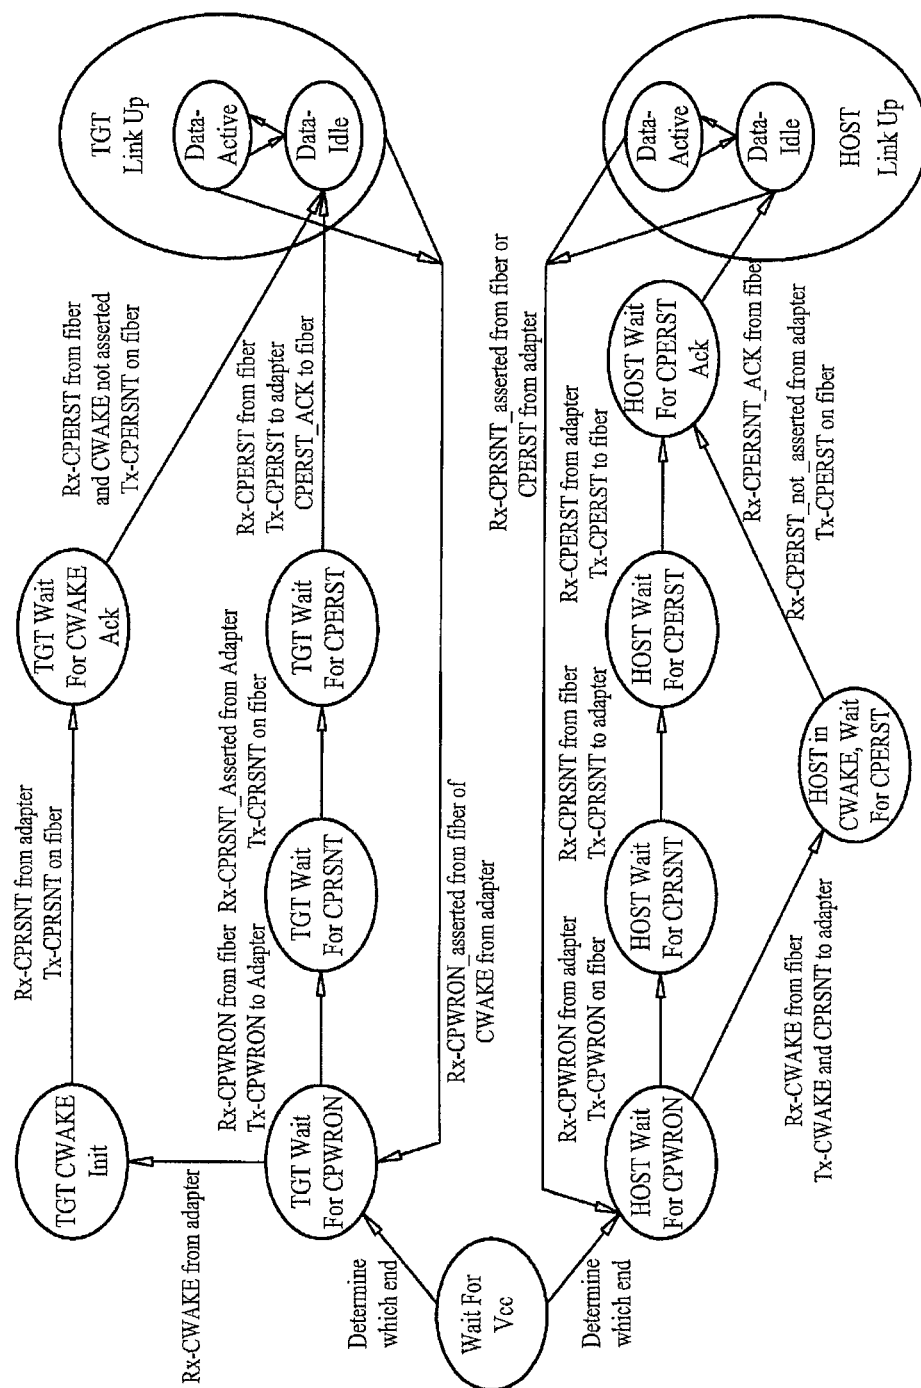 TGT CWAKE
Init
Rx-CPRSNT from adapter
Tx-CPRSNT on fiber
TGT Wait
For CWAKE
Ack
Rx-CPERST from fiber
and CWAKE not asserted
Tx-CPERSNT on fiber
TGT
Link Up
Data-
Active
Data-
Idle
Rx-CWAKE from adapter
Rx-CPWRON from fiber
Tx-CPWRON to Adapter
Rx-CPRSNT_Asserted from Adapter
Tx-CPRSNT on fiber
Rx-CPERST from fiber
Tx-CPERST to adapter
CPERST_ACK to fiber
TGT Wait
For CPWRON
TGT Wait
For CPRSNT
TGT Wait
For CPERST
Determine
which end
Rx-CPWRON_asserted from fiber of
CWAKE from adapter
Wait For
Vcc
Rx-CPRSNT_asserted from fiber or
CPERST from adapter
Determine
which end
Rx-CPWRON from adapter
Tx-CPWRON on fiber
Rx-CPRSNT from fiber
Tx-CPRSNT to adapter
Rx-CPERST from adapter
Tx-CPERST to fiber
HOST Wait
For CPWRON
HOST Wait
For CPRSNT
HOST Wait
For CPERST
HOST Wait
For CPERST
Ack
Data-
Active
Data-
Idle
HOST
Link Up
Rx-CPERSNT_ACK from fiber
Rx-CWAKE from fiber
Tx-CWAKE and CPRSNT to adapter
HOST in
CWAKE, Wait
For CPERST
Rx-CPERST_not_asserted from adapter
Tx-CPERST on fiber